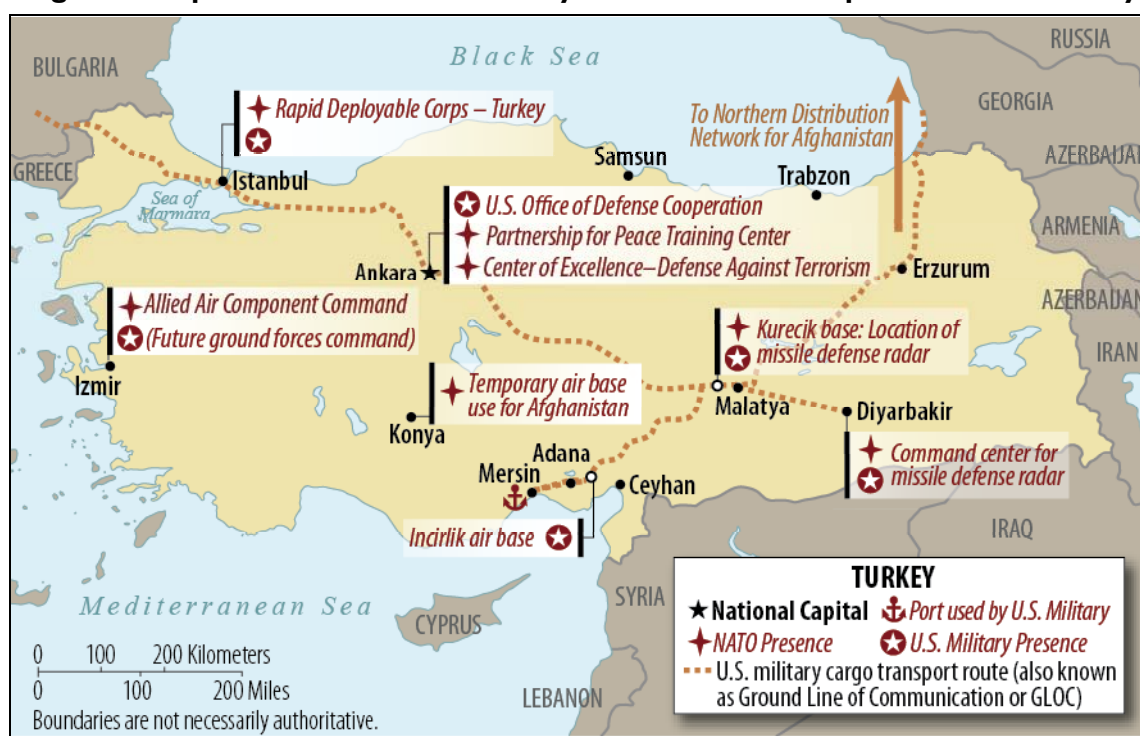 Black Sea
RUSSIA
BULGARIA
GEORGIA
Rapid Deployable Corps – Turkey
To Northern Distribution
Network for Afghanistan
GREECE
Istanbul
Samsun
Trabzon
AZERBAIJAN
Sea of
Marmara
U.S. Office of Defense Cooperation
Partnership for Peace Training Center
Center of Excellence–Defense Against Terrorism
ARMENIA
Ankara
Erzurum
AZERBAIJAN
Allied Air Component Command
(Future ground forces command)
Kurecik base: Location of
missile defense radar
IRAN
Izmir
Temporary air base
use for Afghanistan
Malatya
Diyarbakir
Konya
Adana
Mersin
Ceyhan
Command center for
missile defense radar
Incirlik air base
IRAQ
SYRIA
Mediterranean Sea
CYPRUS
LEBANON
TURKEY
National Capital
Port used by U.S. Military
NATO Presence
U.S. Military Presence
U.S. military cargo transport route (also known
as Ground Line of Communication or GLOC)
0 100 200 Kilometers
0 100 200 Miles
Boundaries are not necessarily authoritative.